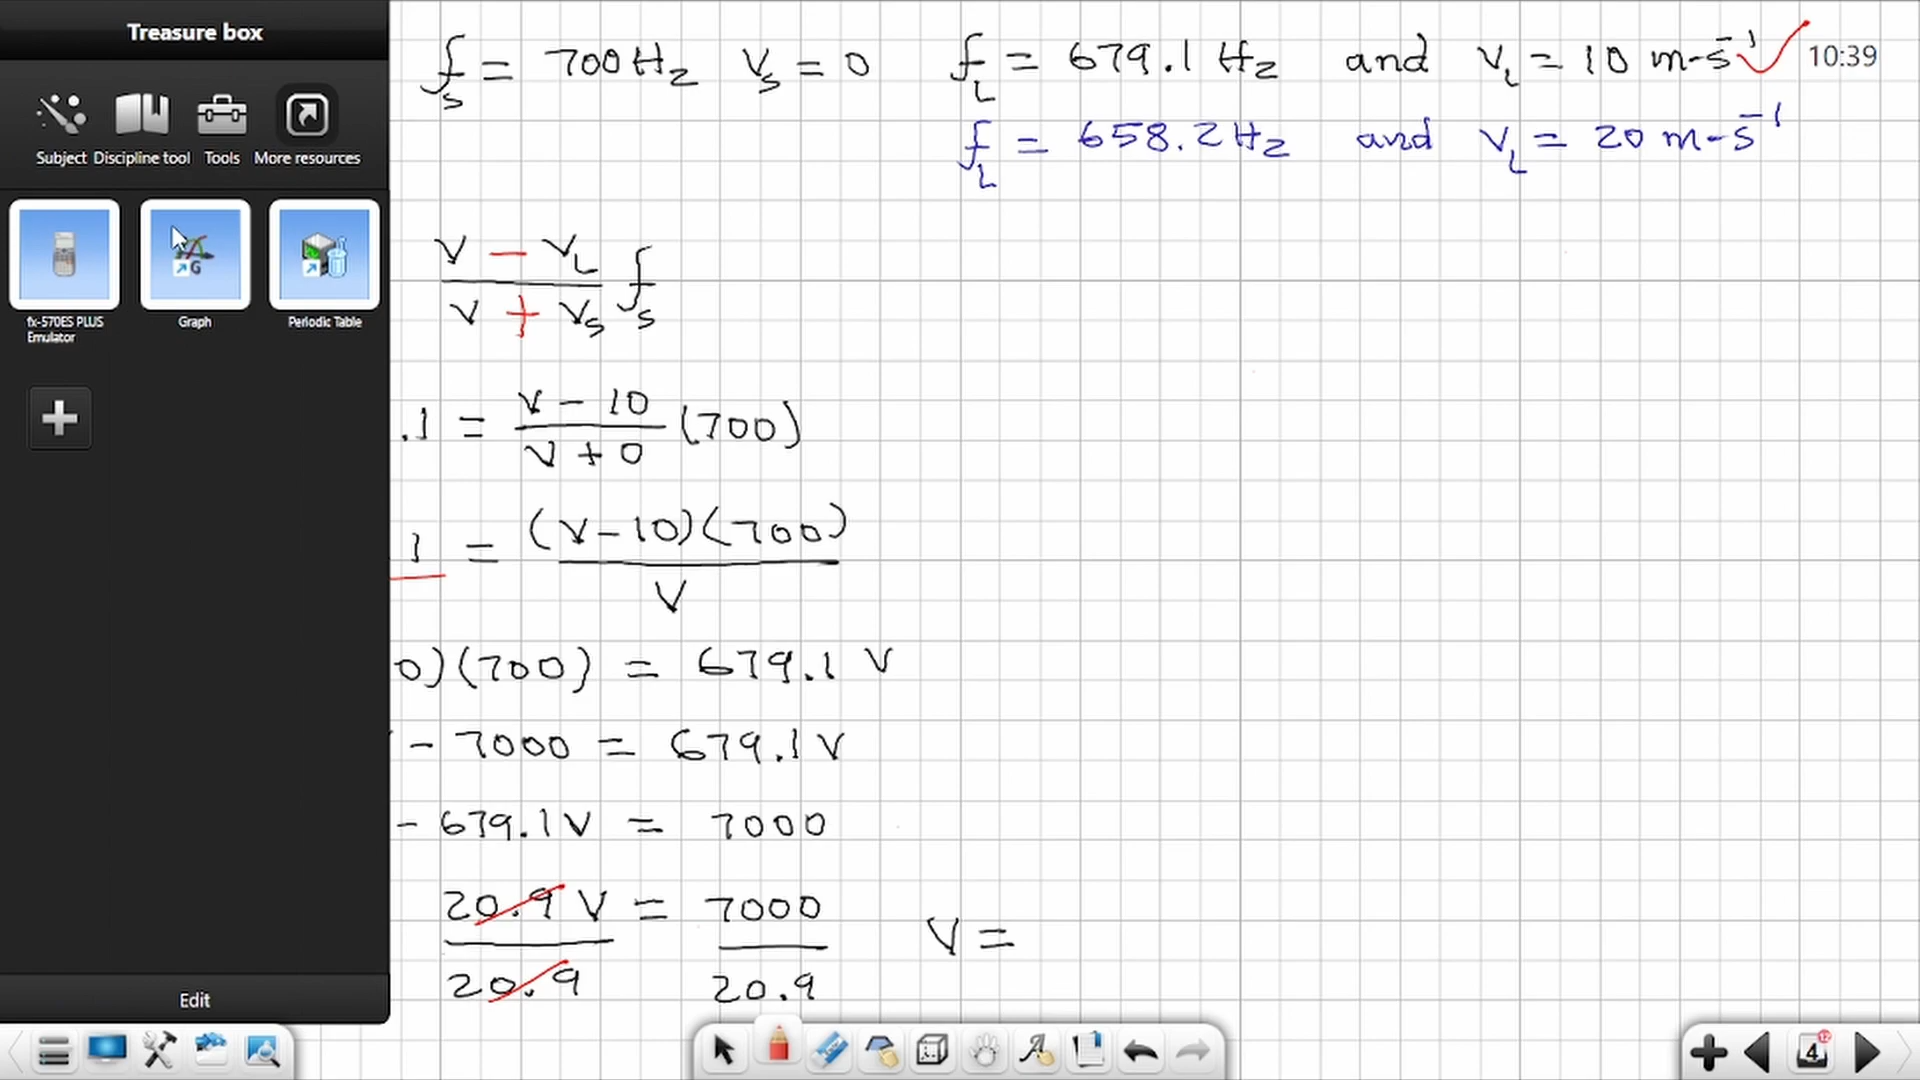 Treasure box
Subject Discipline tool Tools More resources
fx-570ES PLUS Emulator Graph Periodic Table
Edit
10:39
f_s = 700 Hz v_s = 0 f_L = 679.1 Hz and v_L = 10 m-s⁻¹ ✓
f_L = 658.2 Hz and v_L = 20 m-s⁻¹
v - v_L
v + v_s f_s
.1 = v - 10 (700)
v + 0
1 = (v - 10)(700)
v
0)(700) = 679.1 v
- 7000 = 679.1 v
- 679.1 v = 7000
20.9 v = 7000 v =
20.9 20.9
4 12